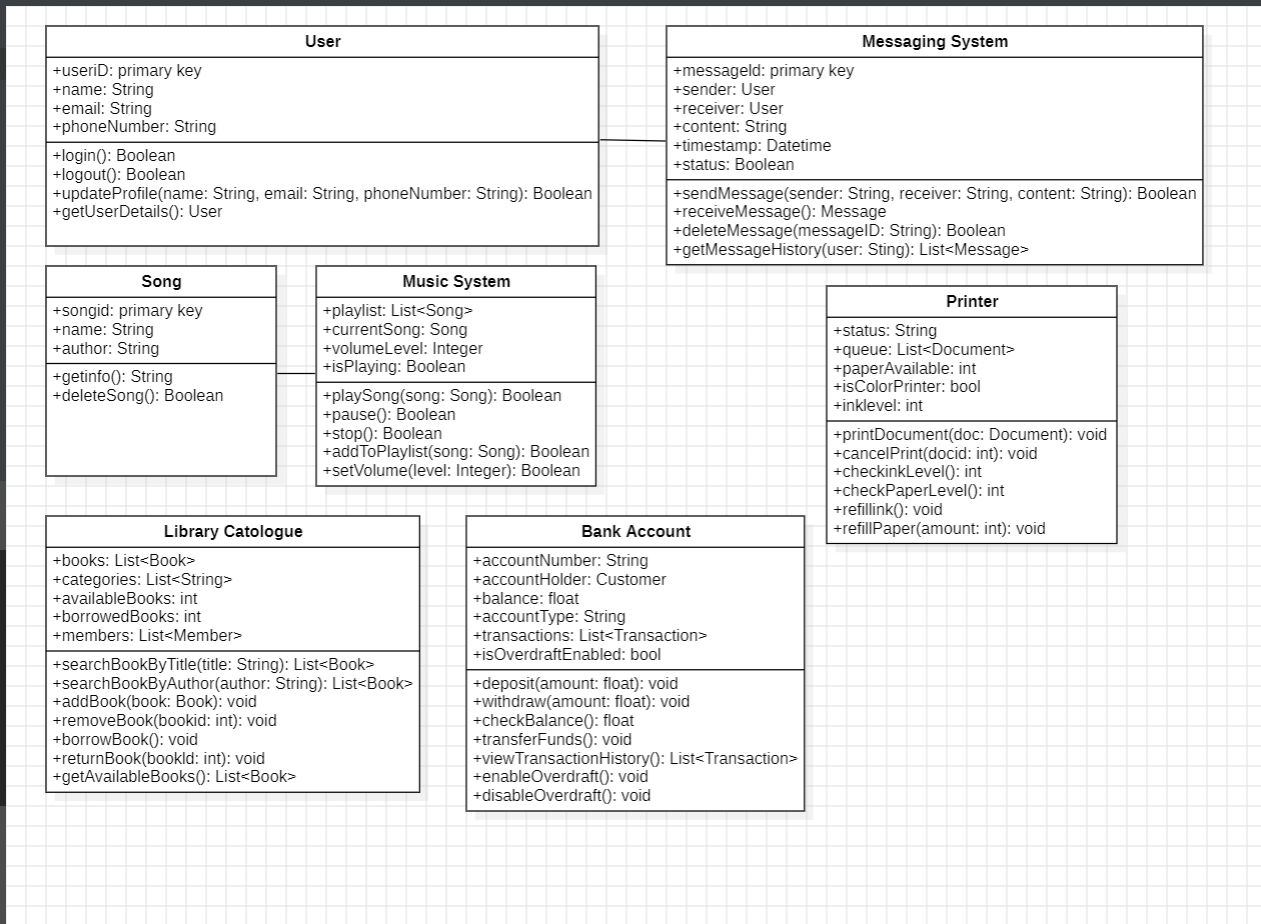 User
+useriD: primary key
+name: String
+email: String
+phoneNumber: String
+login(): Boolean
+logout(): Boolean
+updateProfile(name: String, email: String, phoneNumber: String): Boolean
+getUserDetails(): User
Messaging System
+messageId: primary key
+sender: User
+receiver: User
+content: String
+timestamp: Datetime
+status: Boolean
+sendMessage(sender: String, receiver: String, content: String): Boolean
+receiveMessage(): Message
+deleteMessage(messageID: String): Boolean
+getMessageHistory(user: Sting): List<Message>
Song
+songid: primary key
+name: String
+author: String
+getinfo(): String
+deleteSong(): Boolean
Music System
+playlist: List<Song>
+currentSong: Song
+volumeLevel: Integer
+isPlaying: Boolean
+playSong(song: Song): Boolean
+pause(): Boolean
+stop(): Boolean
+addToPlaylist(song: Song): Boolean
+setVolume(level: Integer): Boolean
Printer
+status: String
+queue: List<Document>
+paperAvailable: int
+isColorPrinter: bool
+inklevel: int
+printDocument(doc: Document): void
+cancelPrint(docid: int): void
+checkinkLevel(): int
+checkPaperLevel(): int
+refillink(): void
+refillPaper(amount: int): void
Library Catologue
+books: List<Book>
+categories: List<String>
+availableBooks: int
+borrowedBooks: int
+members: List<Member>
+searchBookByTitle(title: String): List<Book>
+searchBookByAuthor(author: String): List<Book>
+addBook(book: Book): void
+removeBook(bookid: int): void
+borrowBook(): void
+returnBook(bookId: int): void
+getAvailableBooks(): List<Book>
Bank Account
+accountNumber: String
+accountHolder: Customer
+balance: float
+accountType: String
+transactions: List<Transaction>
+isOverdraftEnabled: bool
+deposit(amount: float): void
+withdraw(amount: float): void
+checkBalance(): float
+transferFunds(): void
+viewTransactionHistory(): List<Transaction>
+enableOverdraft(): void
+disableOverdraft(): void